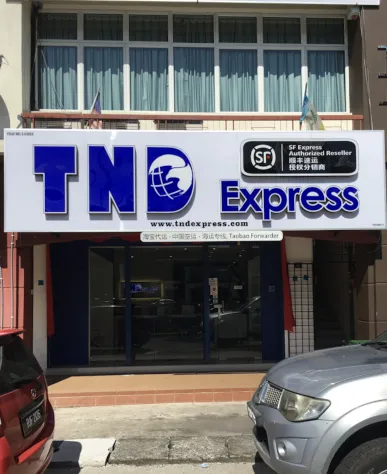 TND
SF
SF Express
Authorized Reseller
顺丰速运
授权分销商
Express
www.tndexpress.com
淘宝代运 · 中国空运 · 海运专线, Taobao Forwarder